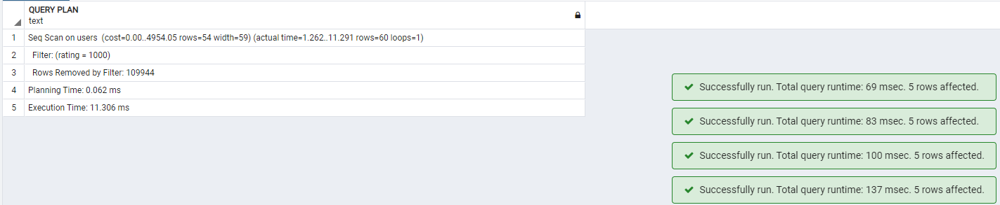 QUERY PLAN
text
1 Seq Scan on users (cost=0.00..4954.05 rows=54 width=59) (actual time=1.262..11.291 rows=60 loops=1)
2 Filter: (rating = 1000)
3 Rows Removed by Filter: 109944
4 Planning Time: 0.062 ms
5 Execution Time: 11.306 ms
Successfully run. Total query runtime: 69 msec. 5 rows affected.
Successfully run. Total query runtime: 83 msec. 5 rows affected.
Successfully run. Total query runtime: 100 msec. 5 rows affected.
Successfully run. Total query runtime: 137 msec. 5 rows affected.